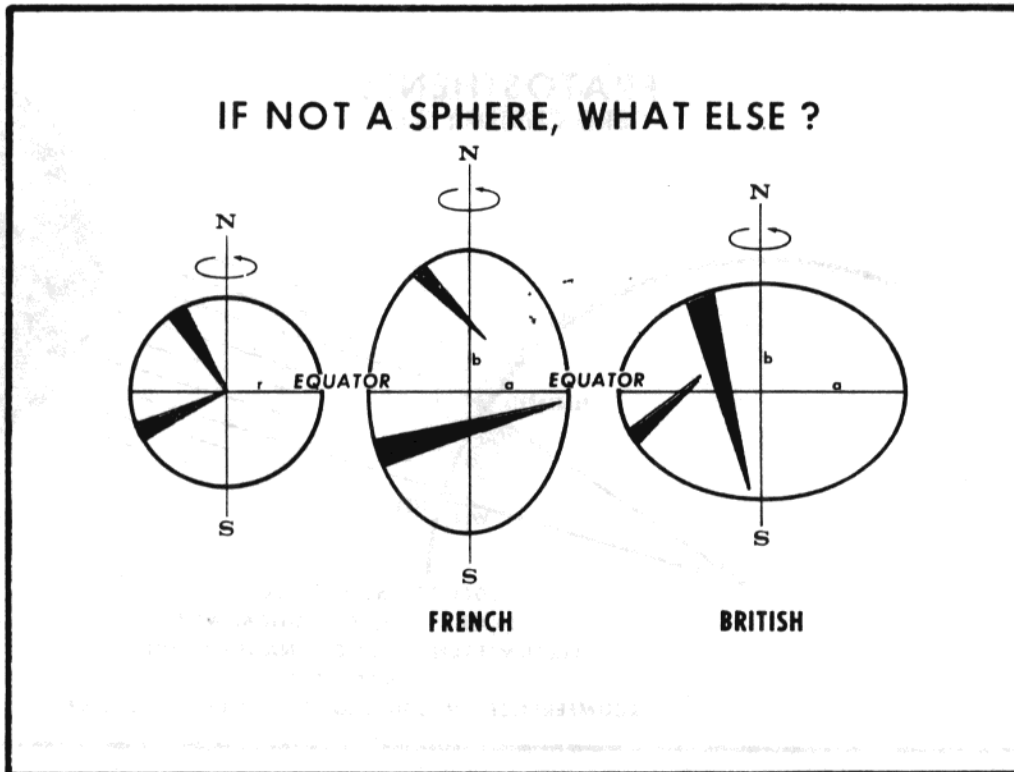 IF NOT A SPHERE, WHAT ELSE ?
N
N
N
r
EQUATOR
b
a
EQUATOR
b
a
S
S
S
FRENCH
BRITISH